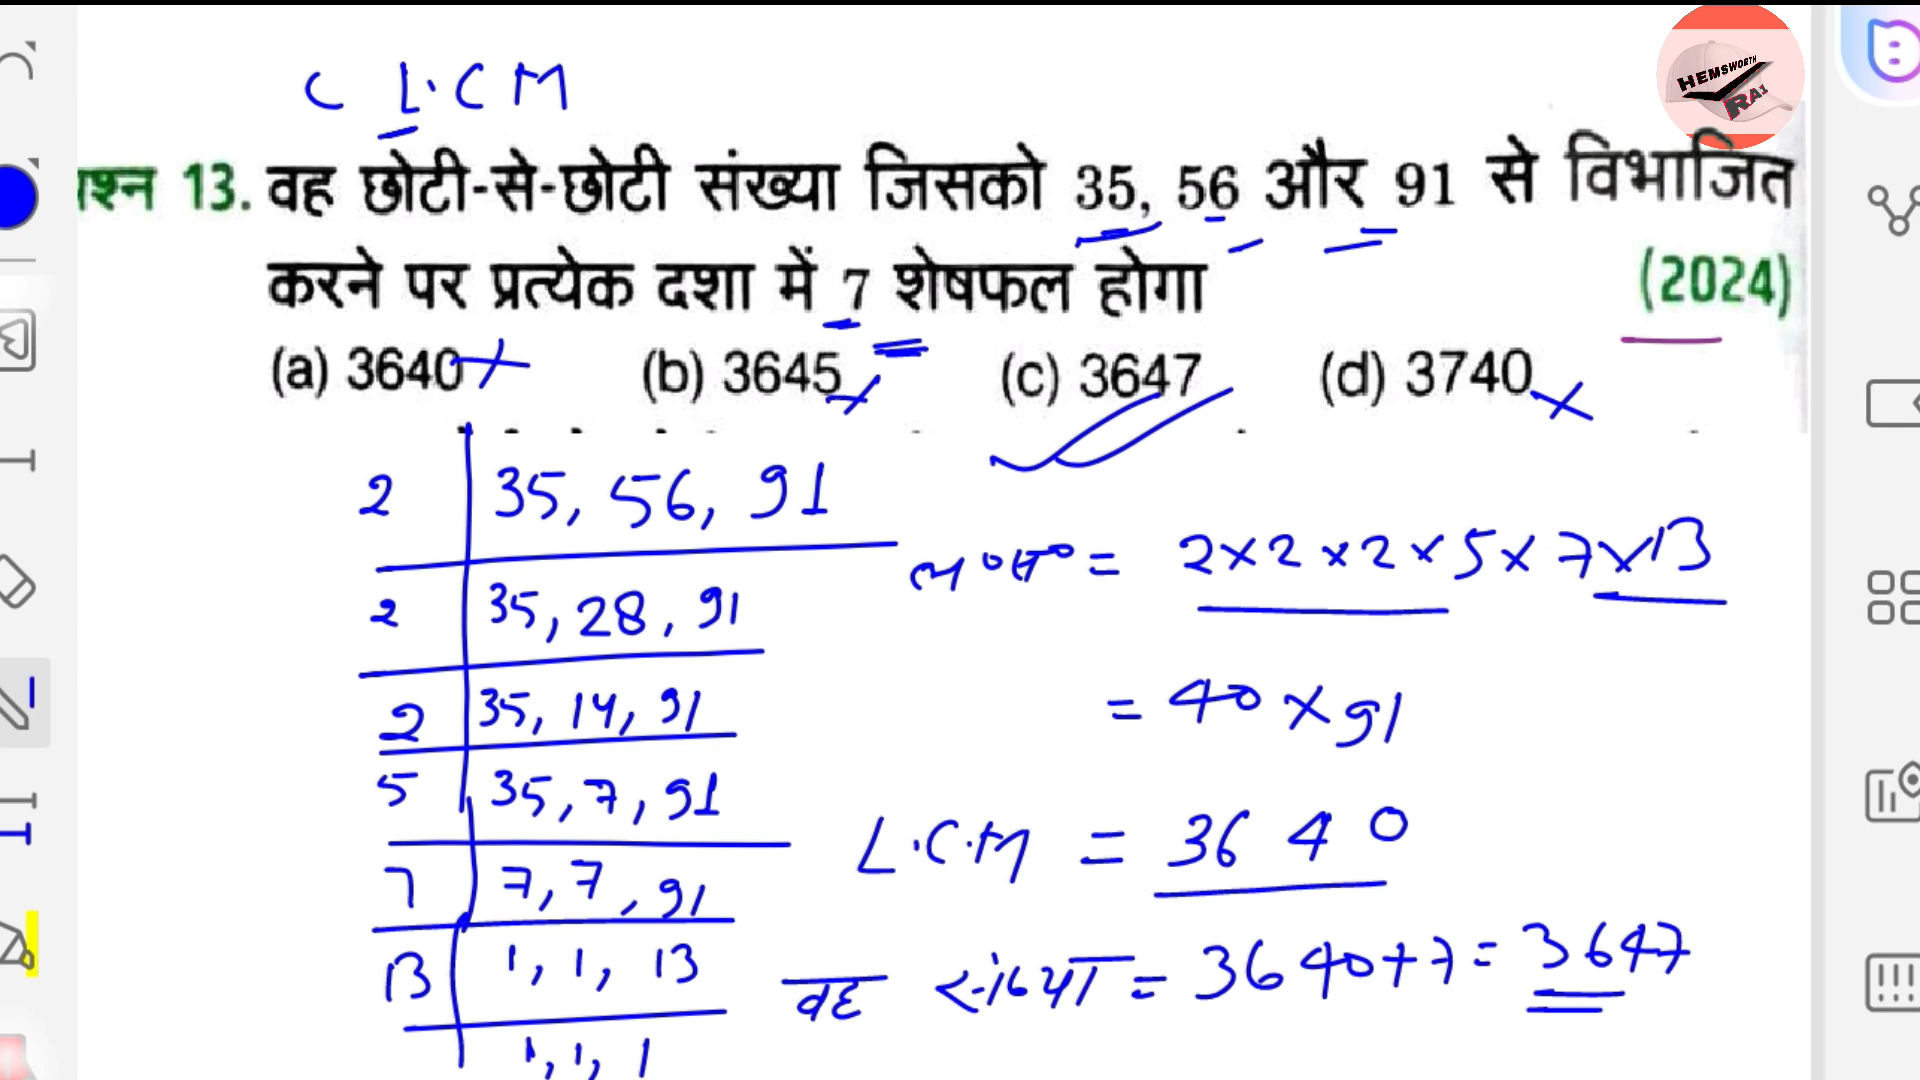 C L.C M
HEMSWORTH
RA1
श्न 13. वह छोटी-से-छोटी संख्या जिसको 35, 56 और 91 से विभाजित
करने पर प्रत्येक दशा में 7 शेषफल होगा (2024)
(a) 3640 (b) 3645 (c) 3647 (d) 3740
2 35, 56, 91
ल०स० = 2×2×2×5×7×13
2 35, 28, 91
2 35, 14, 91
= 40 × 91
5 35, 7, 91
L.C.M = 3640
7 7, 7, 91
13 1, 1, 13
वह संख्या = 3640+7 = 3647
1, 1, 1